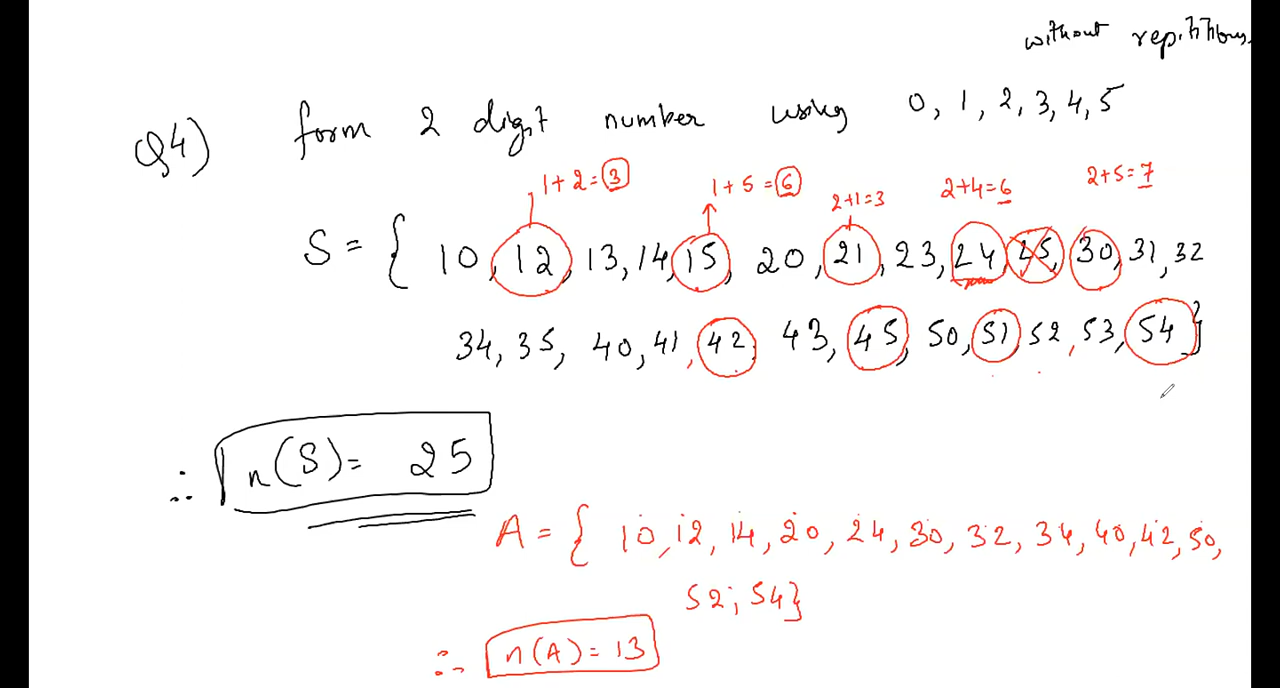 without repititions.
Q4) form 2 digit number using 0, 1, 2, 3, 4, 5
1+2=3 1+5=6 2+1=3 2+4=6 2+5=7
S = { 10, 12, 13, 14, 15, 20, 21, 23, 24, 25, 30, 31, 32
34, 35, 40, 41, 42, 43, 45, 50, 51, 52, 53, 54 }
∴ n(S) = 25
A = { 10, 12, 14, 20, 24, 30, 32, 34, 40, 42, 50,
52, 54}
∴ n(A) = 13